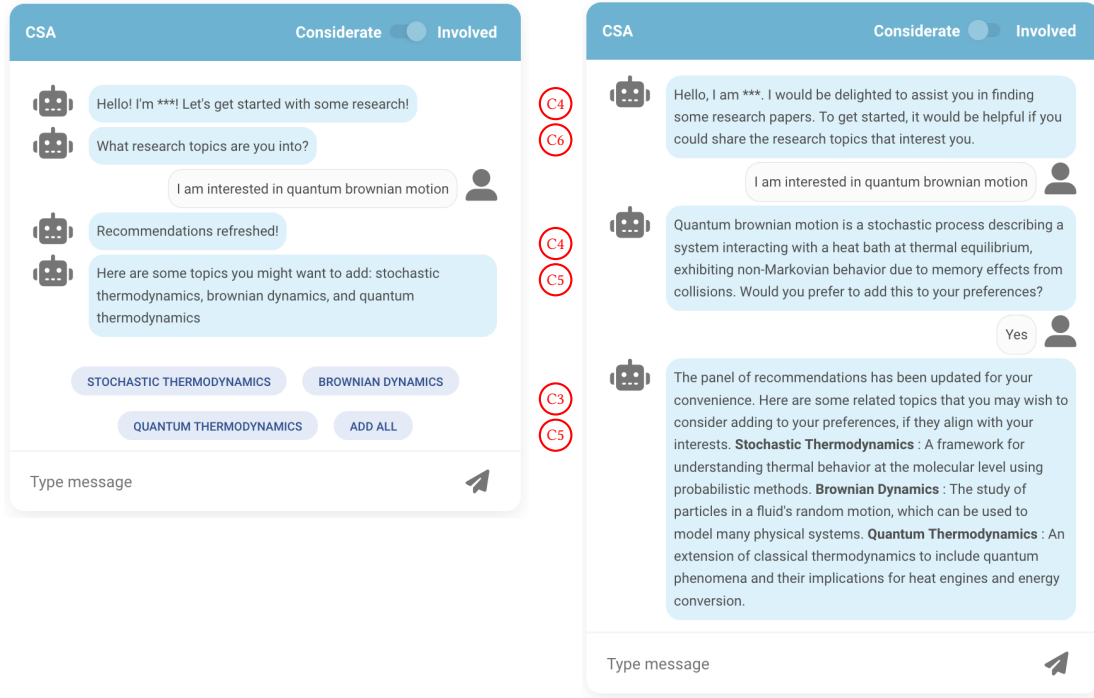 CSA
Considerate Involved
Hello! I'm ***! Let's get started with some research!
What research topics are you into?
I am interested in quantum brownian motion
Recommendations refreshed!
Here are some topics you might want to add: stochastic
thermodynamics, brownian dynamics, and quantum
thermodynamics
STOCHASTIC THERMODYNAMICS
BROWNIAN DYNAMICS
QUANTUM THERMODYNAMICS
ADD ALL
Type message
C4
C6
C4
C5
C3
C5
CSA
Considerate Involved
Hello, I am ***. I would be delighted to assist you in finding
some research papers. To get started, it would be helpful if you
could share the research topics that interest you.
I am interested in quantum brownian motion
Quantum brownian motion is a stochastic process describing a
system interacting with a heat bath at thermal equilibrium,
exhibiting non-Markovian behavior due to memory effects from
collisions. Would you prefer to add this to your preferences?
Yes
The panel of recommendations has been updated for your
convenience. Here are some related topics that you may wish to
consider adding to your preferences, if they align with your
interests. Stochastic Thermodynamics : A framework for
understanding thermal behavior at the molecular level using
probabilistic methods. Brownian Dynamics : The study of
particles in a fluid's random motion, which can be used to
model many physical systems. Quantum Thermodynamics : An
extension of classical thermodynamics to include quantum
phenomena and their implications for heat engines and energy
conversion.
Type message